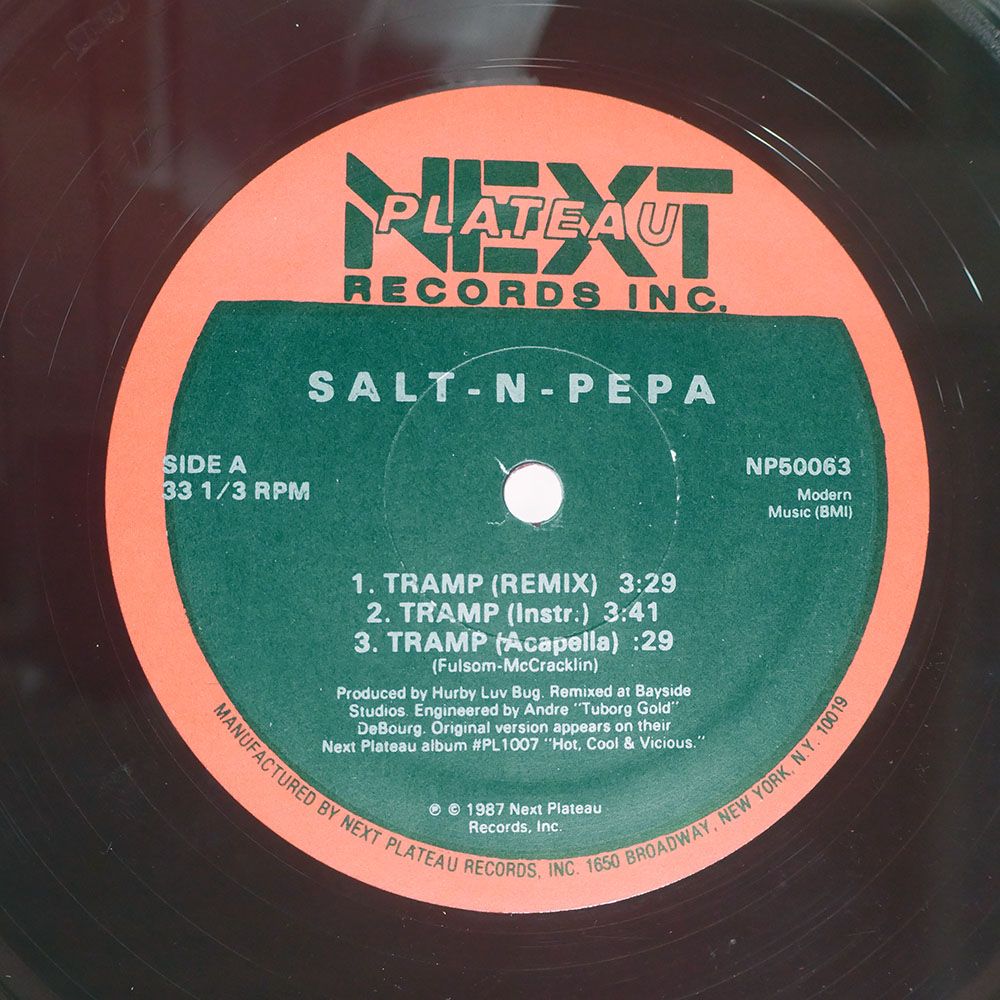 NEXT
PLATEAU
RECORDS INC.
SALT-N-PEPA
SIDE A
33 1/3 RPM
NP50063
Modern
Music (BMI)
1. TRAMP (REMIX) 3:29
2. TRAMP (Instr.) 3:41
3. TRAMP (Acapella) :29
(Fulsom-McCracklin)
Produced by Hurby Luv Bug. Remixed at Bayside
Studios. Engineered by Andre "Tuborg Gold"
DeBourg. Original version appears on their
Next Plateau album #PL1007 "Hot, Cool & Vicious."
℗ © 1987 Next Plateau
Records, Inc.
MANUFACTURED BY NEXT PLATEAU RECORDS, INC. 1650 BROADWAY, NEW YORK, N.Y. 10019